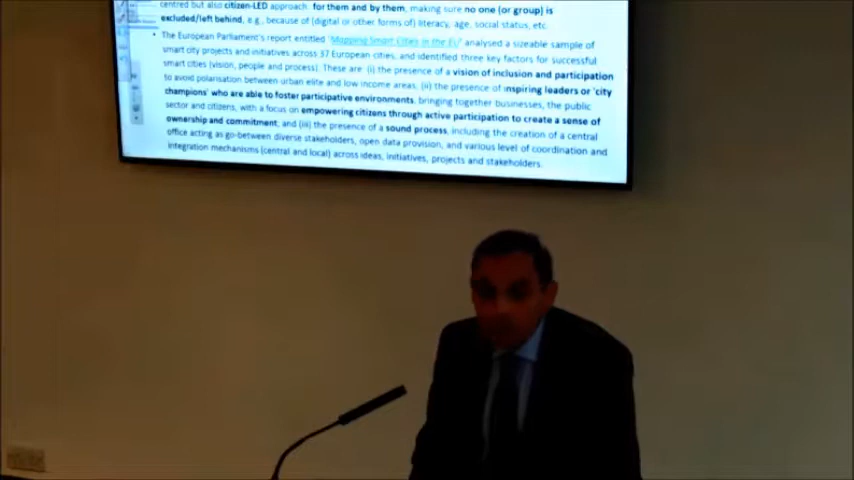 centred but also citizen-LED approach: for them and by them, making sure no one (or group) is
excluded/left behind, e.g., because of (digital or other forms of) literacy, age, social status, etc.
• The European Parliament's report entitled 'Mapping Smart Cities in the EU' analysed a sizeable sample of
smart city projects and initiatives across 37 European cities, and identified three key factors for successful
smart cities (vision, people and process). These are: (i) the presence of a vision of inclusion and participation
to avoid polarisation between urban elite and low income areas; (ii) the presence of inspiring leaders or 'city
champions' who are able to foster participative environments, bringing together businesses, the public
sector and citizens, with a focus on empowering citizens through active participation to create a sense of
ownership and commitment; and (iii) the presence of a sound process, including the creation of a central
office acting as go-between diverse stakeholders, open data provision, and various level of coordination and
integration mechanisms (central and local) across ideas, initiatives, projects and stakeholders.